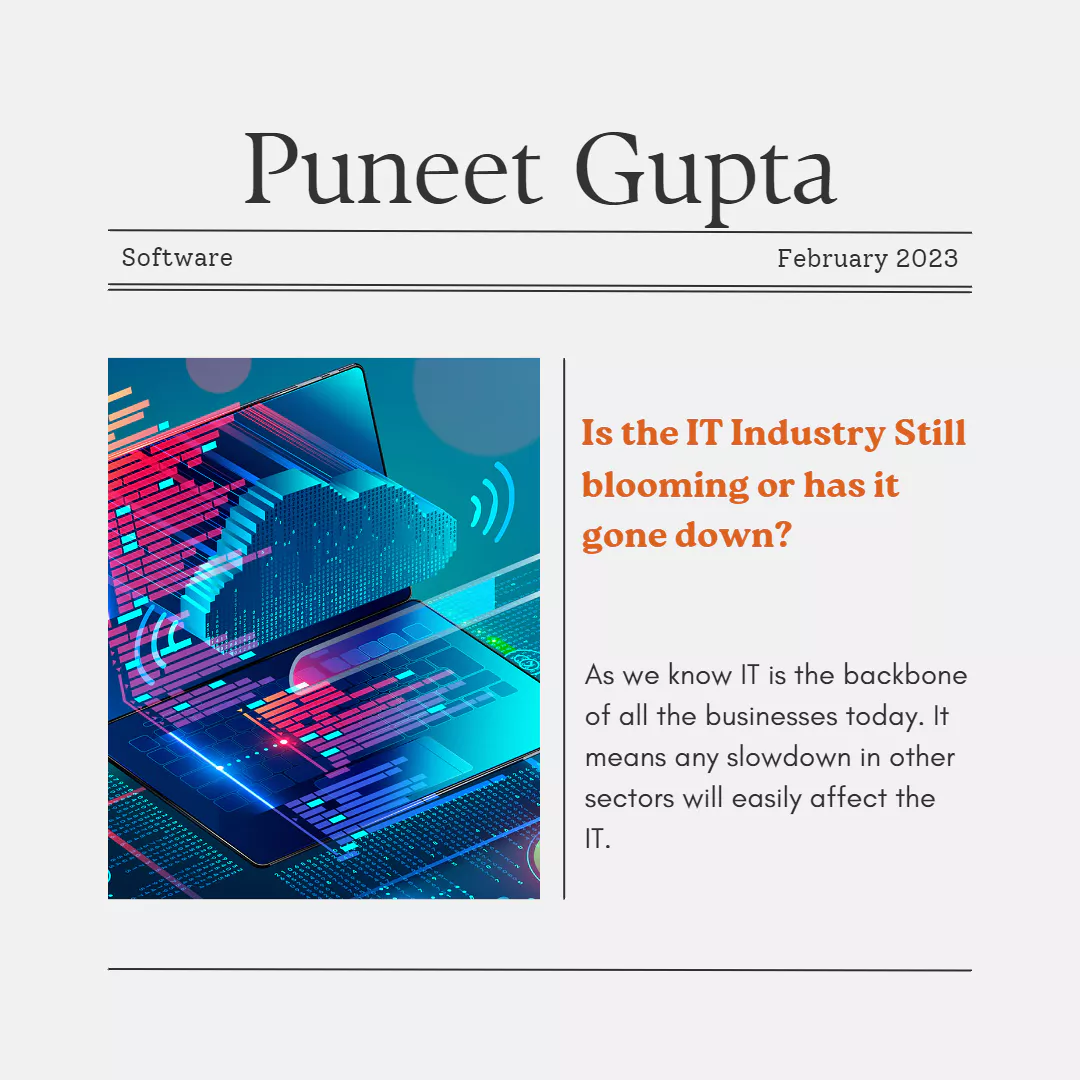 Puneet Gupta
Software
February 2023
Is the IT Industry Still
blooming or has it
gone down?
As we know IT is the backbone
of all the businesses today. It
means any slowdown in other
sectors will easily affect the
IT.